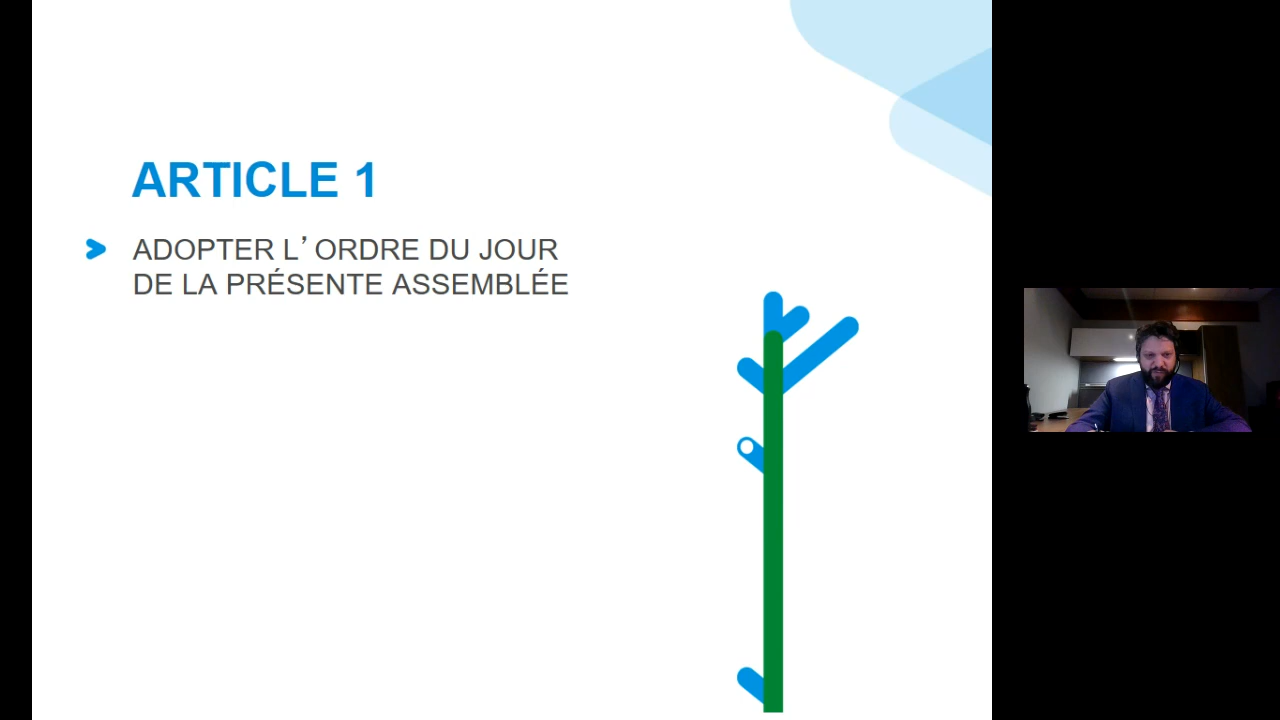 ARTICLE 1
ADOPTER L’ORDRE DU JOUR
DE LA PRÉSENTE ASSEMBLÉE